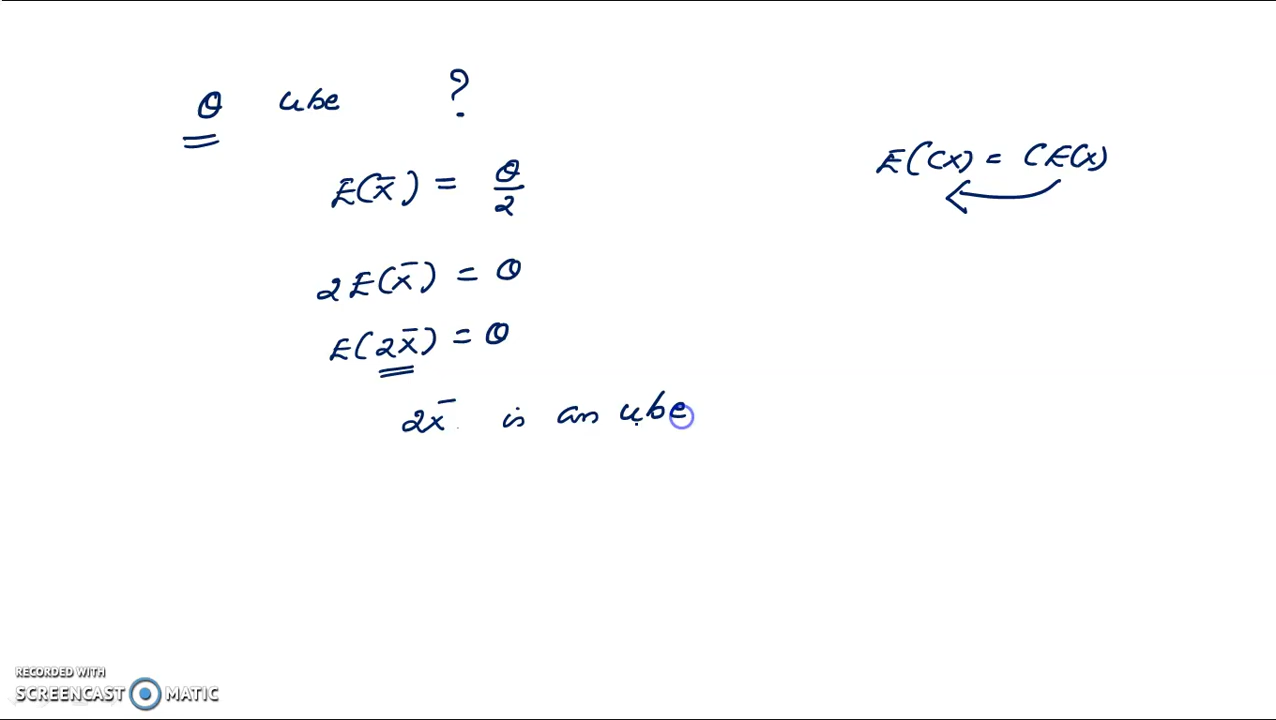 θ ube ?
E(x̄) = θ/2
E(cx) = CE(x)
2E(x̄) = θ
E(2x̄) = θ
2x̄ is an ube
RECORDED WITH
SCREENCAST MATIC